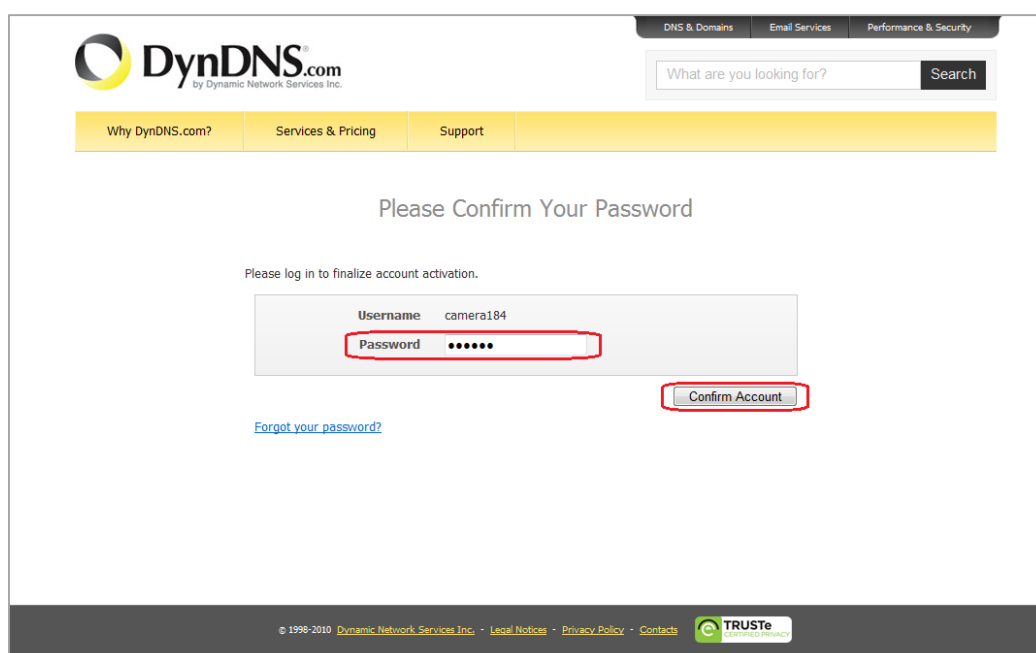 DNS & Domains Email Services Performance & Security
DynDNS.com
by Dynamic Network Services Inc.
What are you looking for? Search
Why DynDNS.com? Services & Pricing Support
Please Confirm Your Password
Please log in to finalize account activation.
Username camera184
Password ●●●●●●
Confirm Account
Forgot your password?
© 1998-2010 Dynamic Network Services Inc. - Legal Notices - Privacy Policy - Contacts
TRUSTe
CERTIFIED PRIVACY